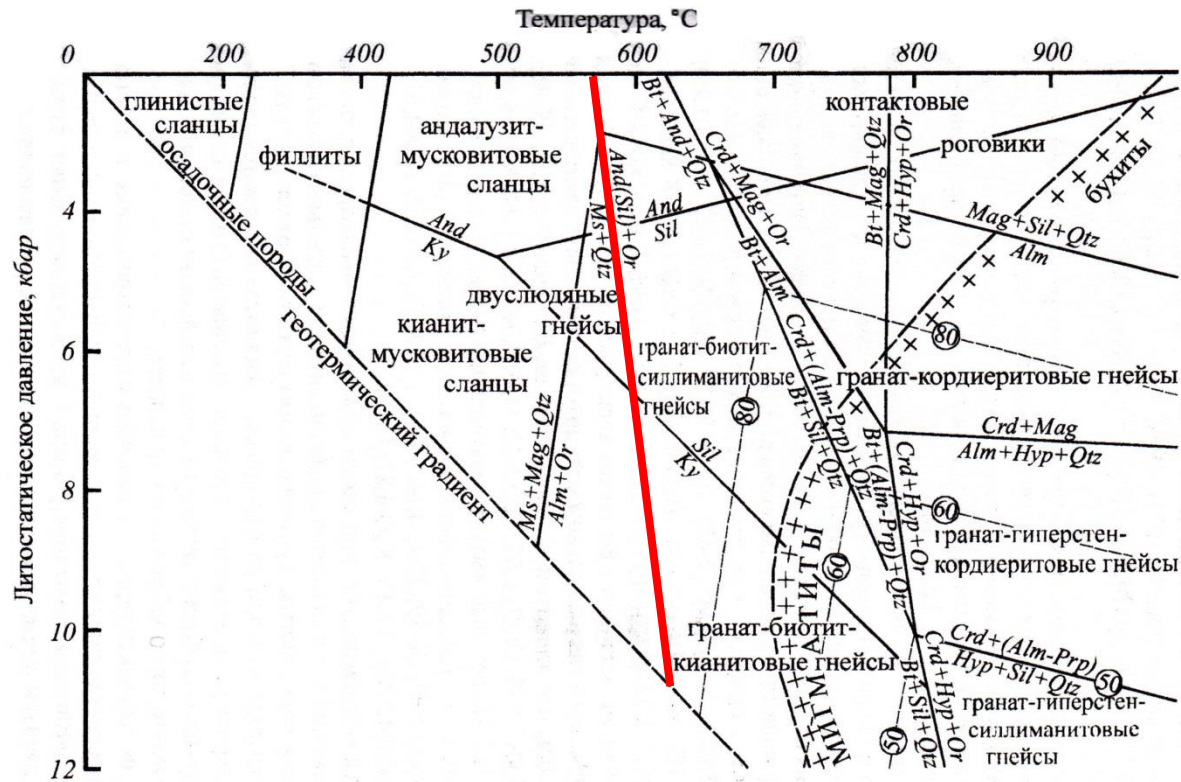 Температура, °C
0
200
400
500
600
700
800
900
Литостатическое давление, кбар
4
6
8
10
12
глинистые
сланцы
филлиты
андалузит-
мусковитовые
сланцы
осадочные породы
геотермический градиент
And
Ky
And
Sil
And(Sil)+Or
Ms+Qtz
двуслюдяные
гнейсы
кианит-
мусковитовые
сланцы
Ms+Mag+Qtz
Alm+Or
Sil
Ky
гранат-биотит-
силлиманитовые
гнейсы
80
Bt+And+Qtz
Crd+Mag+Or
Bt+Alm
Crd+(Alm-Prp)+Qtz
Bt+Sil+Qtz
контактовые
роговики
Bt+Mag+Qtz
Crd+Hyp+Or
бухиты
Mag+Sil+Qtz
Alm
80
гранат-кордиеритовые гнейсы
Crd+Mag
Alm+Hyp+Qtz
Bt+(Alm-Prp)+Qtz
Crd+Hyp+Or
60
гранат-гиперстен-
кордиеритовые гнейсы
МИГМАТИТЫ
60
гранат-биотит-
кианитовые гнейсы
Bt+Sil+Qtz
Crd+Hyp+Or
Crd+(Alm-Prp)
Hyp+Sil+Qtz
50
гранат-гиперстен-
силлиманитовые
гнейсы
50